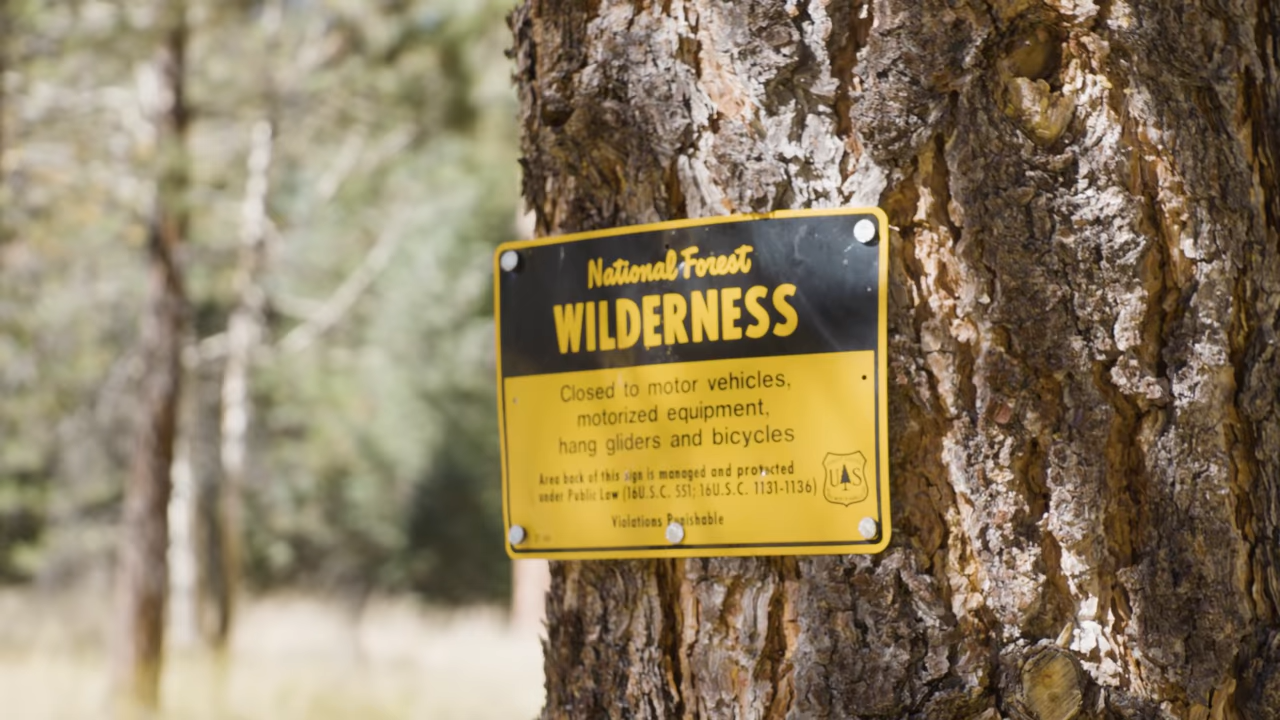 National Forest
WILDERNESS
Closed to motor vehicles,
motorized equipment,
hang gliders and bicycles
Area back of this sign is managed and protected
under Public Law (16U.S.C. 551; 16U.S.C. 1131-1136)
Violations Punishable
U S